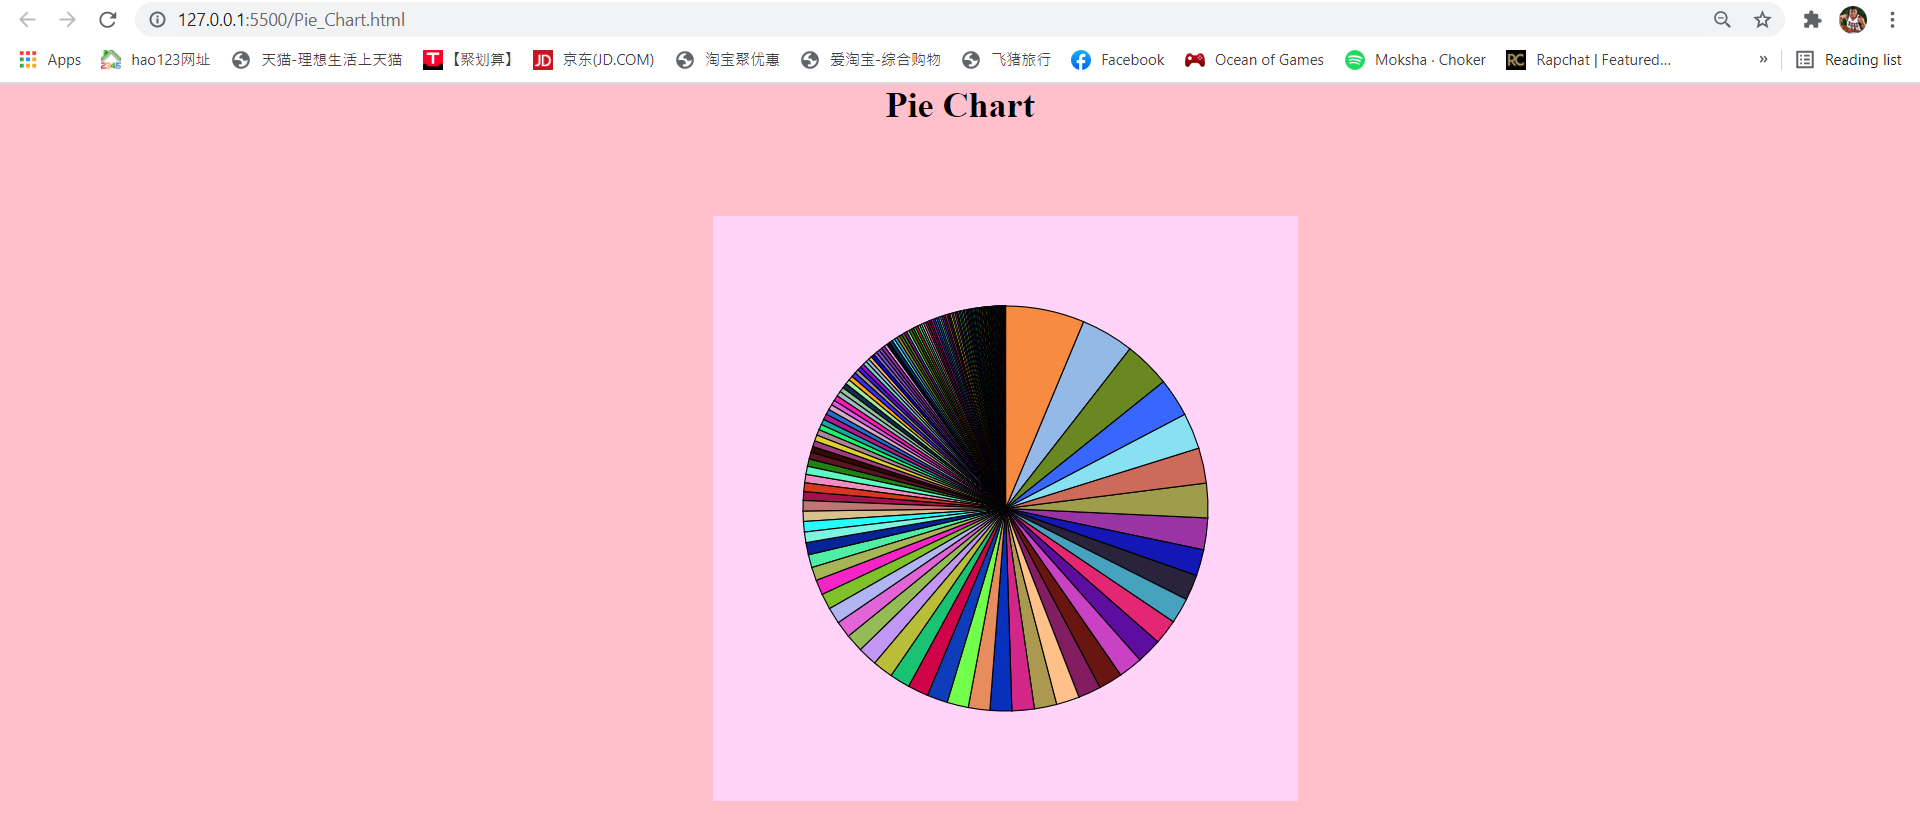 127.0.0.1:5500/Pie_Chart.html
Apps 2345 hao123网址 天猫-理想生活上天猫 T 【聚划算】 JD 京东(JD.COM) 淘宝聚优惠 爱淘宝-综合购物 飞猪旅行 Facebook Ocean of Games Moksha · Choker RC Rapchat | Featured... » Reading list
Pie Chart